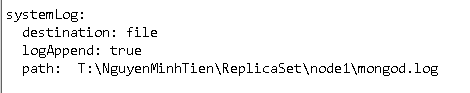 systemLog:
  destination: file
  logAppend: true
  path:  T:\NguyenMinhTien\ReplicaSet\node1\mongod.log